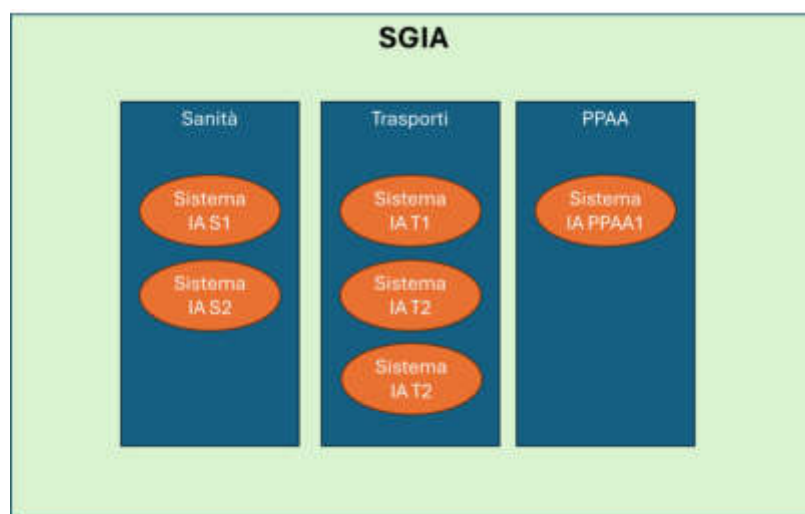 SGIA
Sanità
Trasporti
PPAA
Sistema
IA S1
Sistema
IA T1
Sistema
IA PPAA1
Sistema
IA S2
Sistema
IA T2
Sistema
IA T2